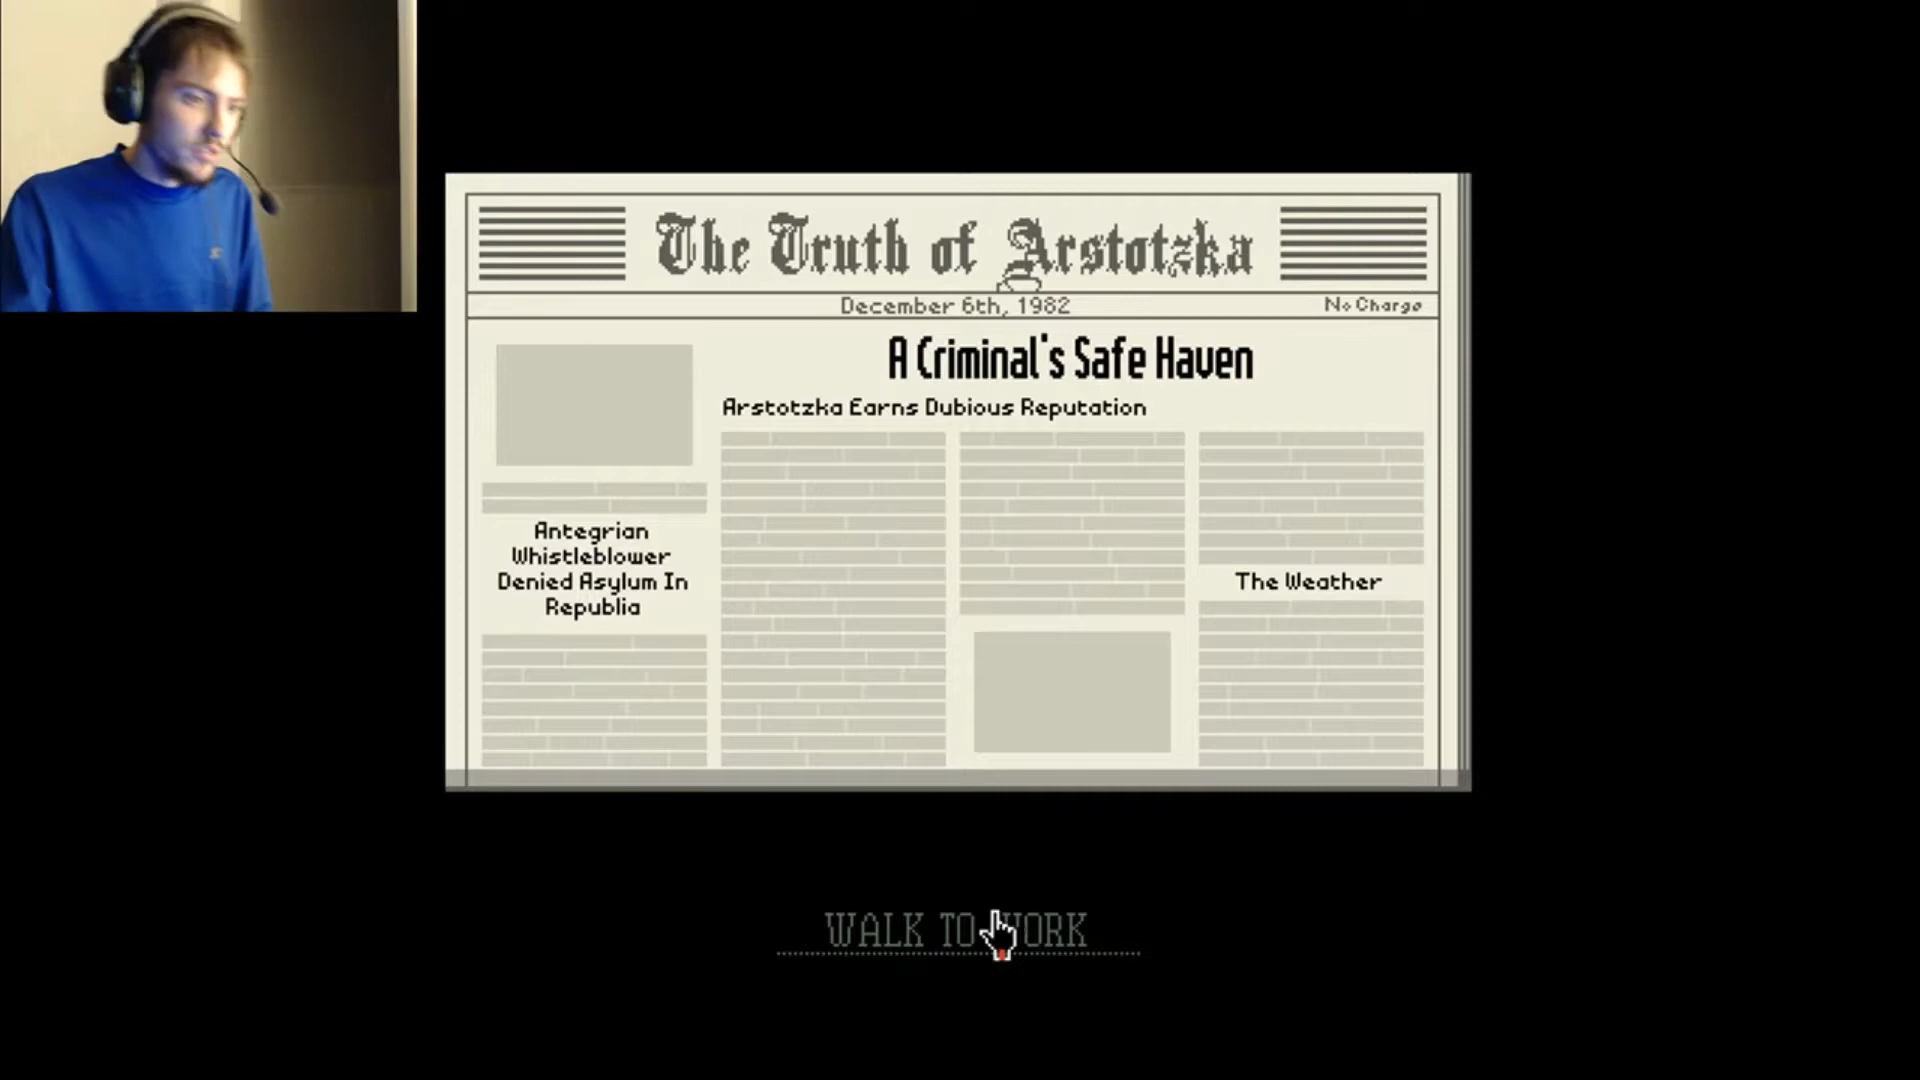 The Truth of Arstotzka
December 6th, 1982
No Charge
A Criminal's Safe Haven
Arstotzka Earns Dubious Reputation
Antegrian
Whistleblower
Denied Asylum In
Republia
The Weather
WALK TO WORK